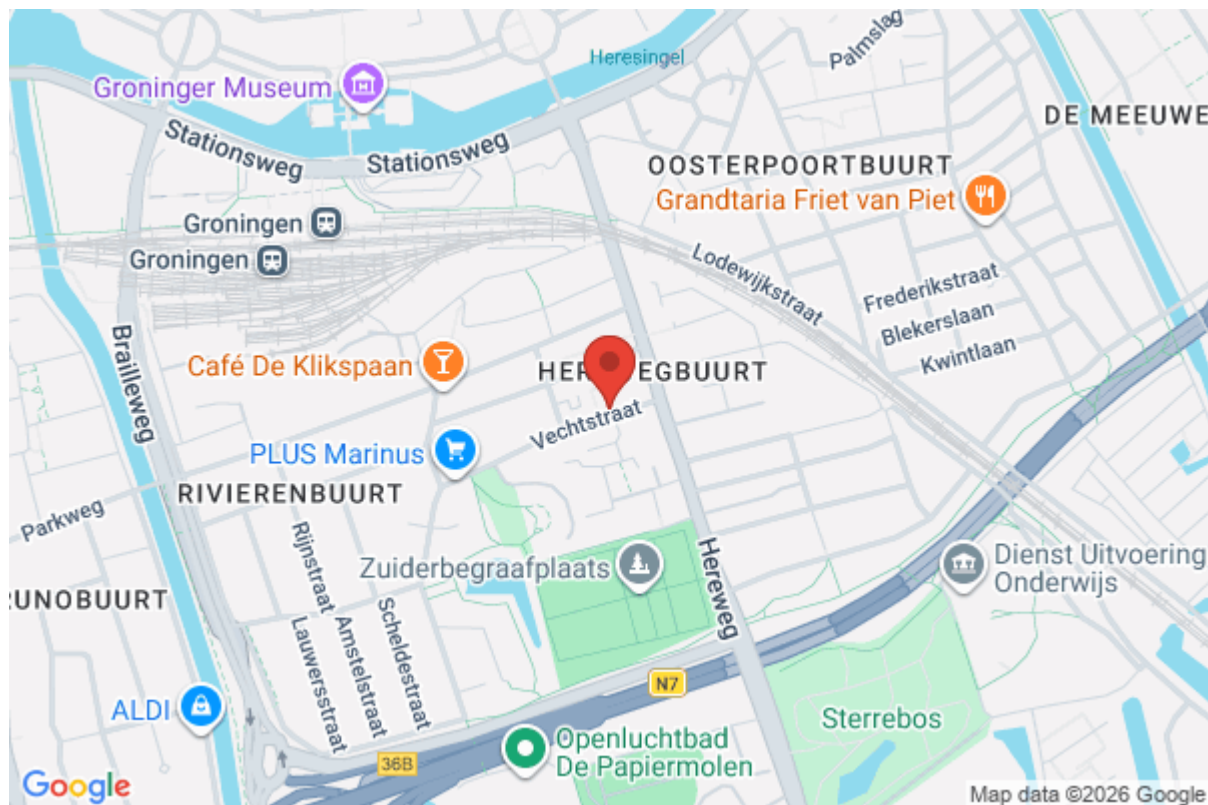 Heresingel
Palmslag
Groninger Museum
DE MEEUWE
Stationsweg
Stationsweg
OOSTERPOORTBUURT
Grandtaria Friet van Piet
Groningen
Groningen
Lodewijkstraat
Frederikstraat
Blekerslaan
Kwintlaan
Brailleweg
Café De Klikspaan
HER EGBUURT
Vechtstraat
PLUS Marinus
RIVIERENBUURT
Parkweg
Rijnstraat
Zuiderbegraafplaats
Hereweg
Dienst Uitvoering
Onderwijs
RUNOBUURT
Scheldestraat
Amstelstraat
Lauwersstraat
N7
ALDI
Sterrebos
Openluchtbad
De Papiermolen
36B
Google
Map data ©2026 Google